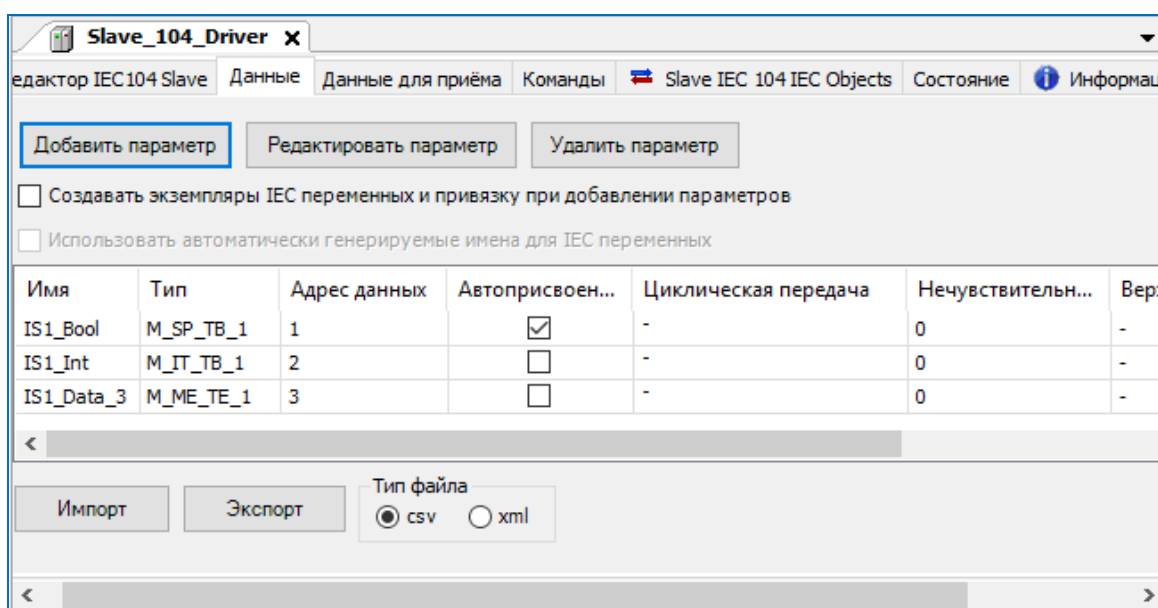 Slave_104_Driver
едактор IEC104 Slave Данные Данные для приёма Команды Slave IEC 104 IEC Objects Состояние Информац
Добавить параметр Редактировать параметр Удалить параметр
Создавать экземпляры IEC переменных и привязку при добавлении параметров
Использовать автоматически генерируемые имена для IEC переменных
Имя Тип Адрес данных Автоприсвоен... Циклическая передача Нечувствительн... Вер
IS1_Bool M_SP_TB_1 1 - 0 -
IS1_Int M_IT_TB_1 2 - 0 -
IS1_Data_3 M_ME_TE_1 3 - 0 -
Тип файла
Импорт Экспорт csv xml